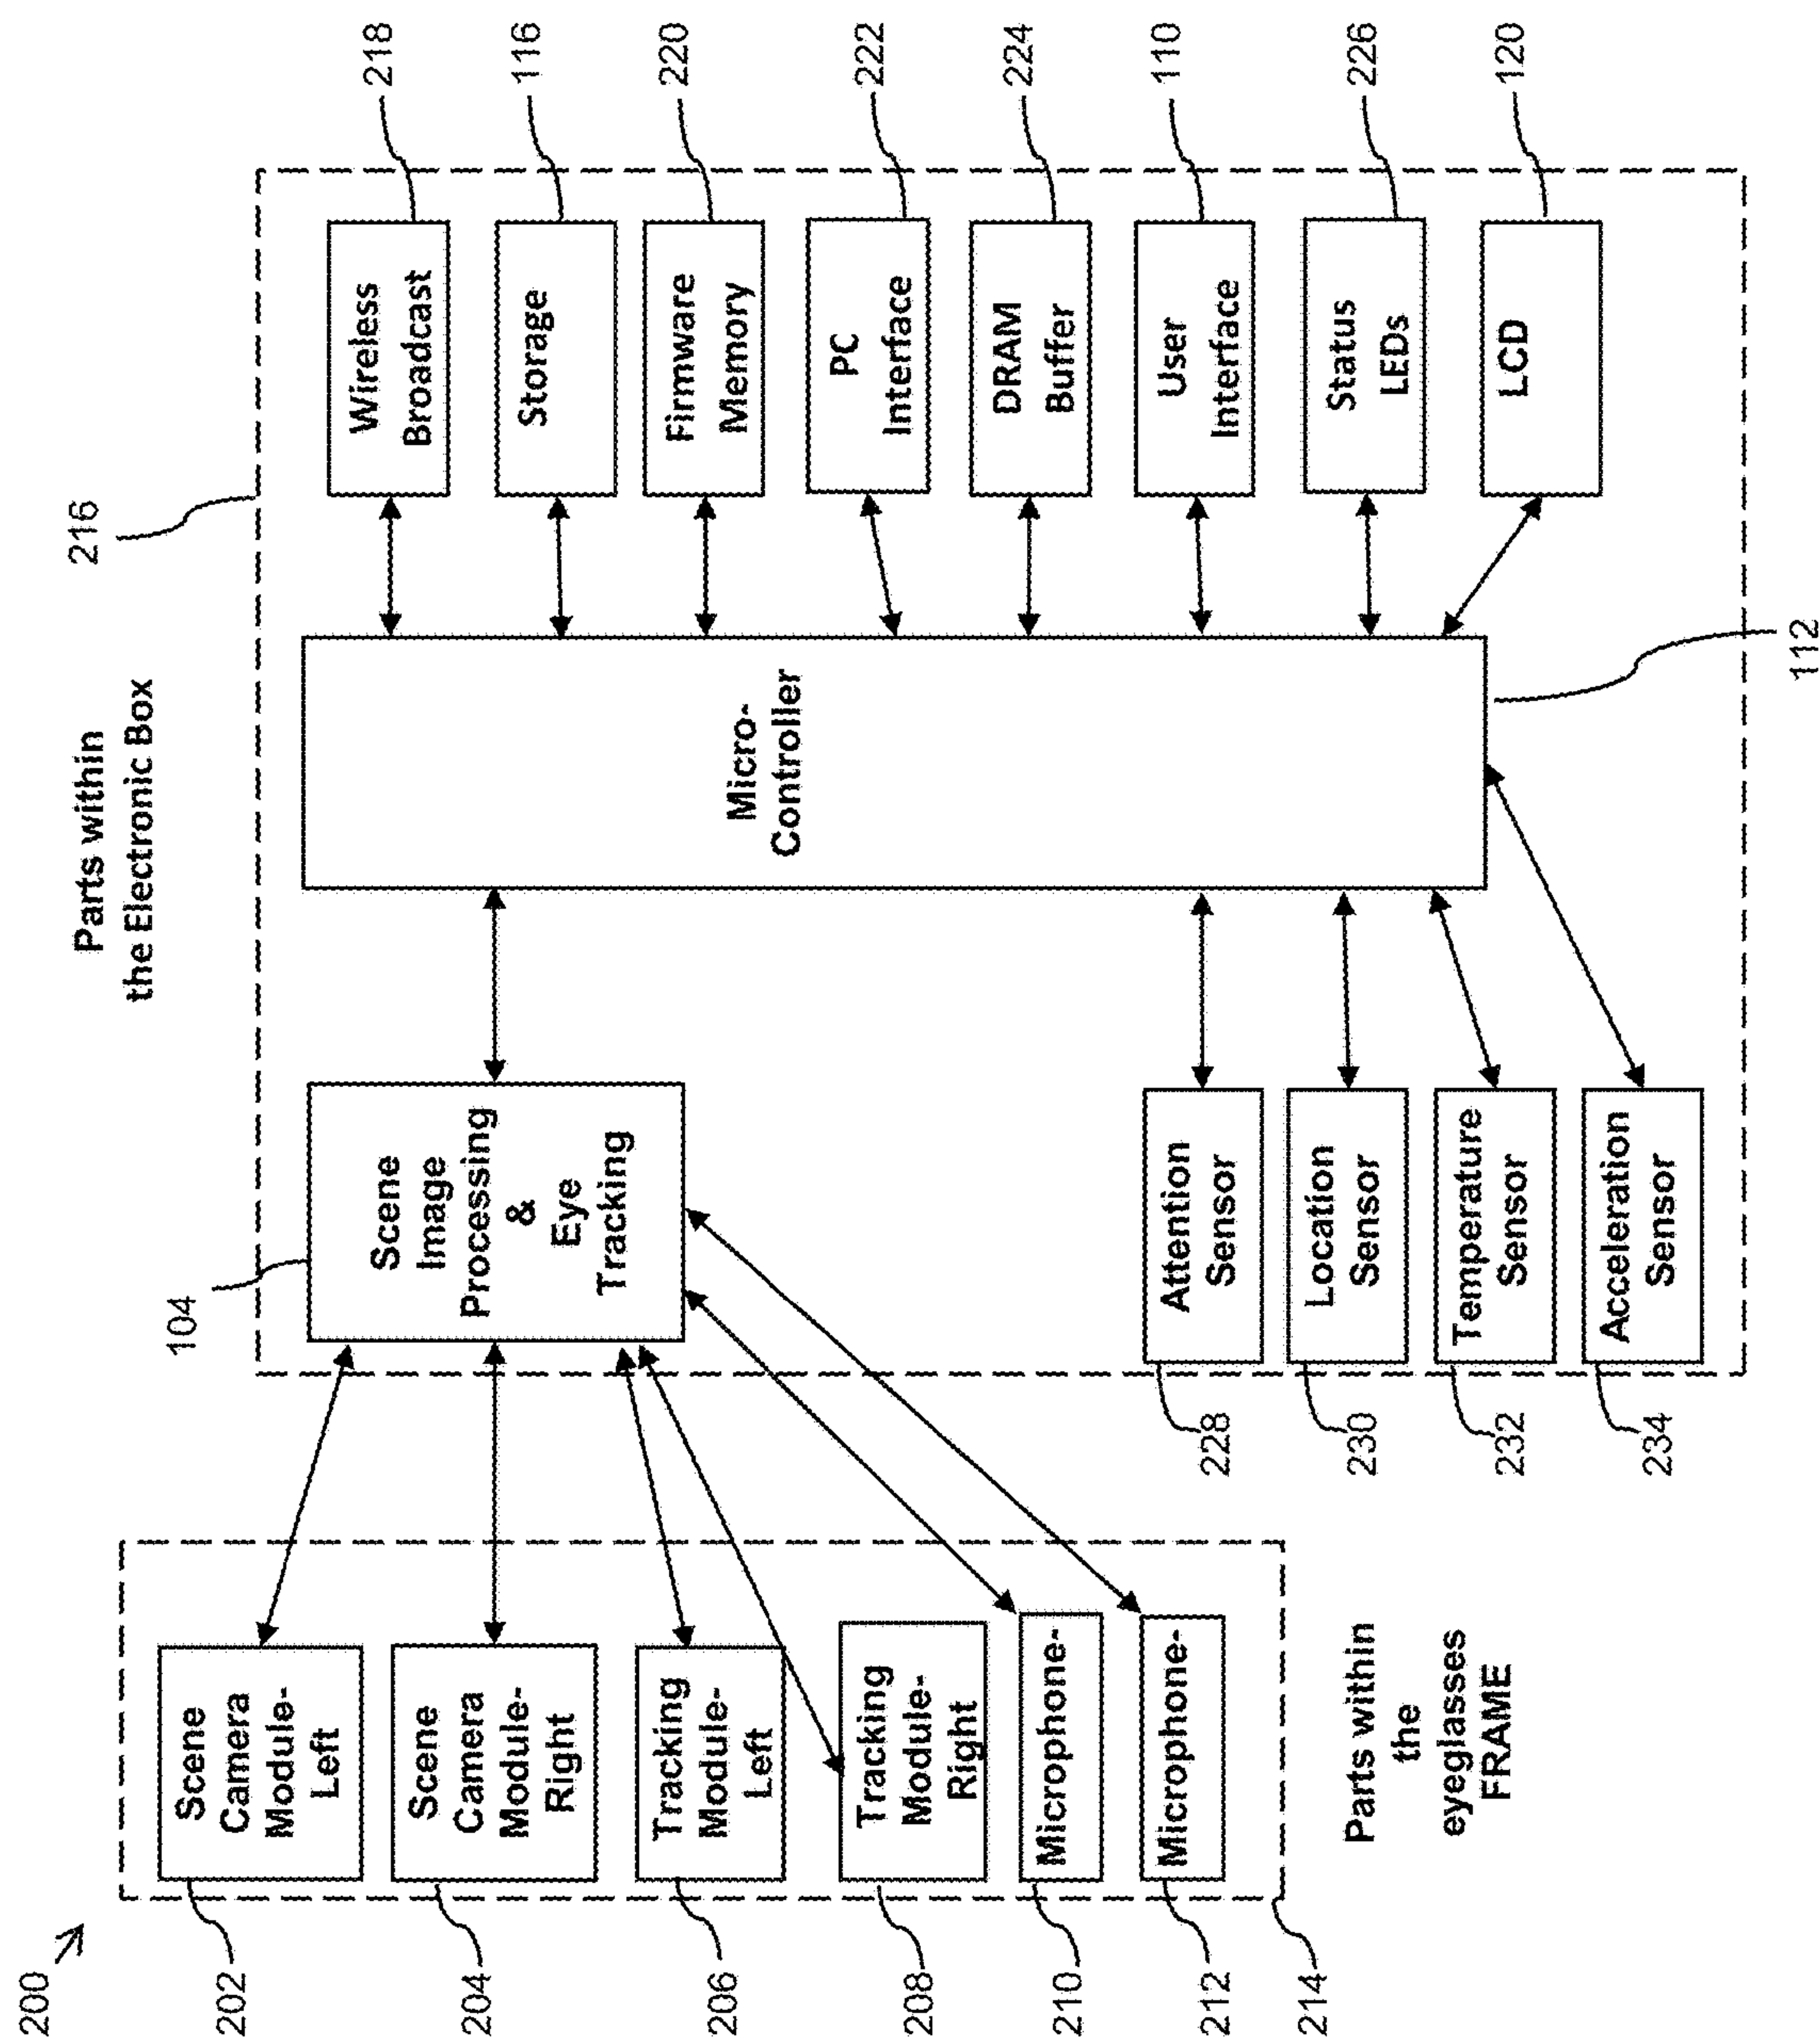 200
Parts within
the Electronic Box
216
202
Scene
Camera
Module-
Left
204
Scene
Camera
Module-
Right
206
Tracking
Module-
Left
208
Tracking
Module-
Right
210
Microphone-
212
Microphone-
214
Parts within
the
eyeglasses
FRAME
104
Scene
Image
Processing
&
Eye
Tracking
228
Attention
Sensor
230
Location
Sensor
232
Temperature
Sensor
234
Acceleration
Sensor
Micro-
Controller
112
Wireless
Broadcast
218
Storage
116
Firmware
Memory
220
PC
Interface
222
DRAM
Buffer
224
User
Interface
110
Status
LEDs
226
LCD
120